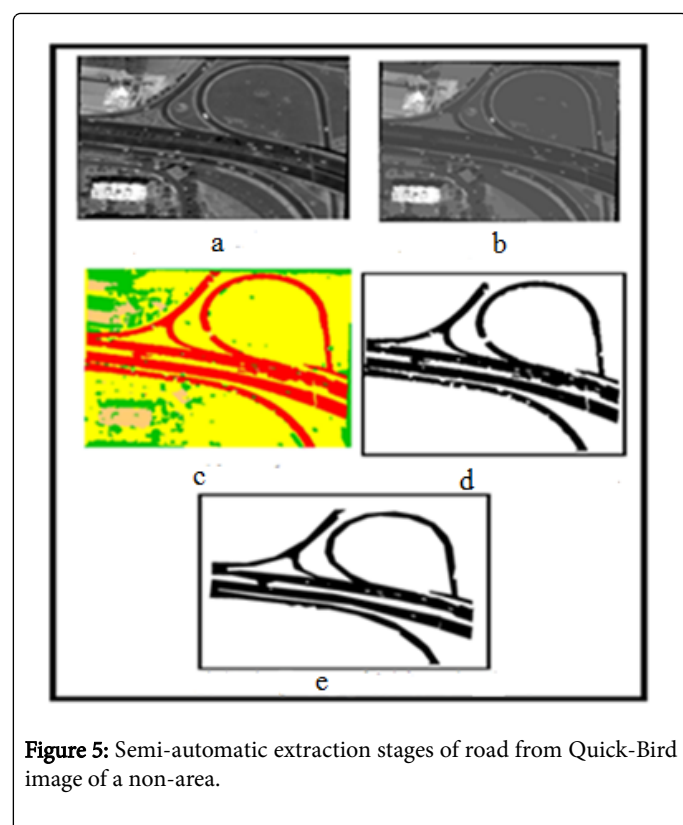 a
b
c
d
e
Figure 5: Semi-automatic extraction stages of road from Quick-Bird
image of a non-area.